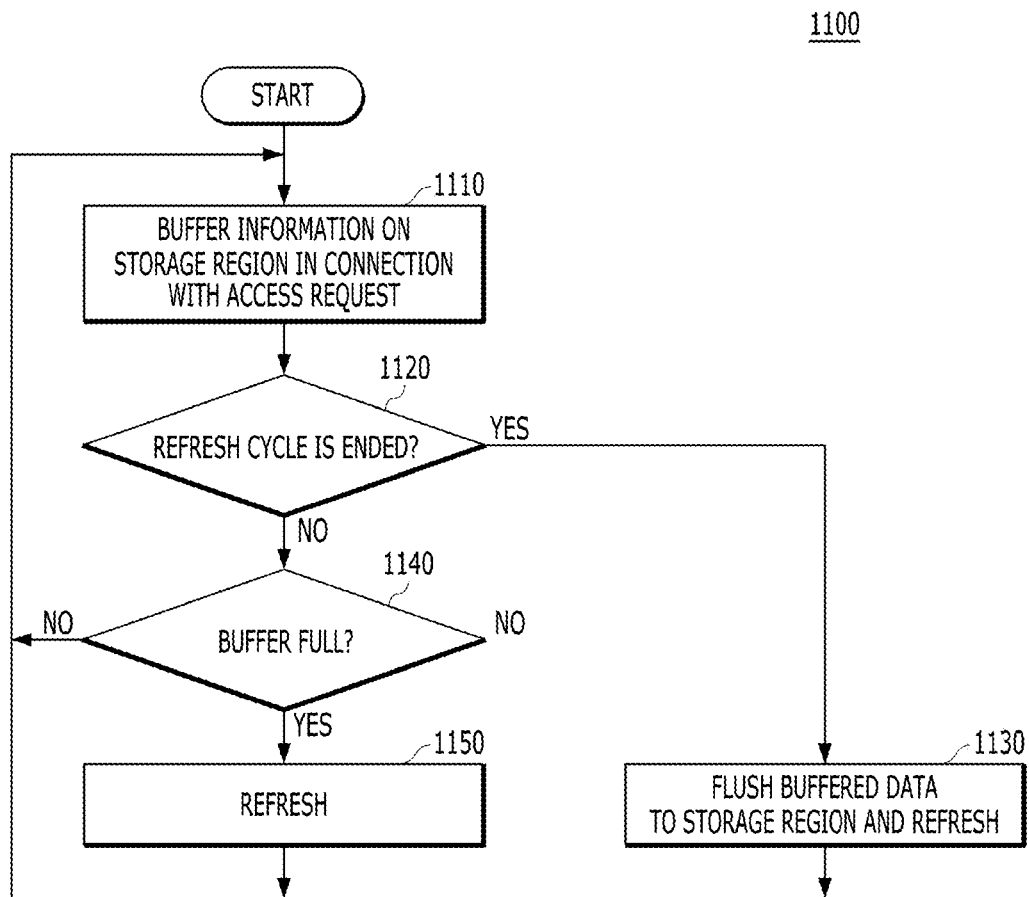 1100
START
1110
BUFFER INFORMATION ON
STORAGE REGION IN CONNECTION
WITH ACCESS REQUEST
1120
REFRESH CYCLE IS ENDED?
YES
NO
1140
NO
BUFFER FULL?
NO
YES
1150
REFRESH
1130
FLUSH BUFFERED DATA
TO STORAGE REGION AND REFRESH